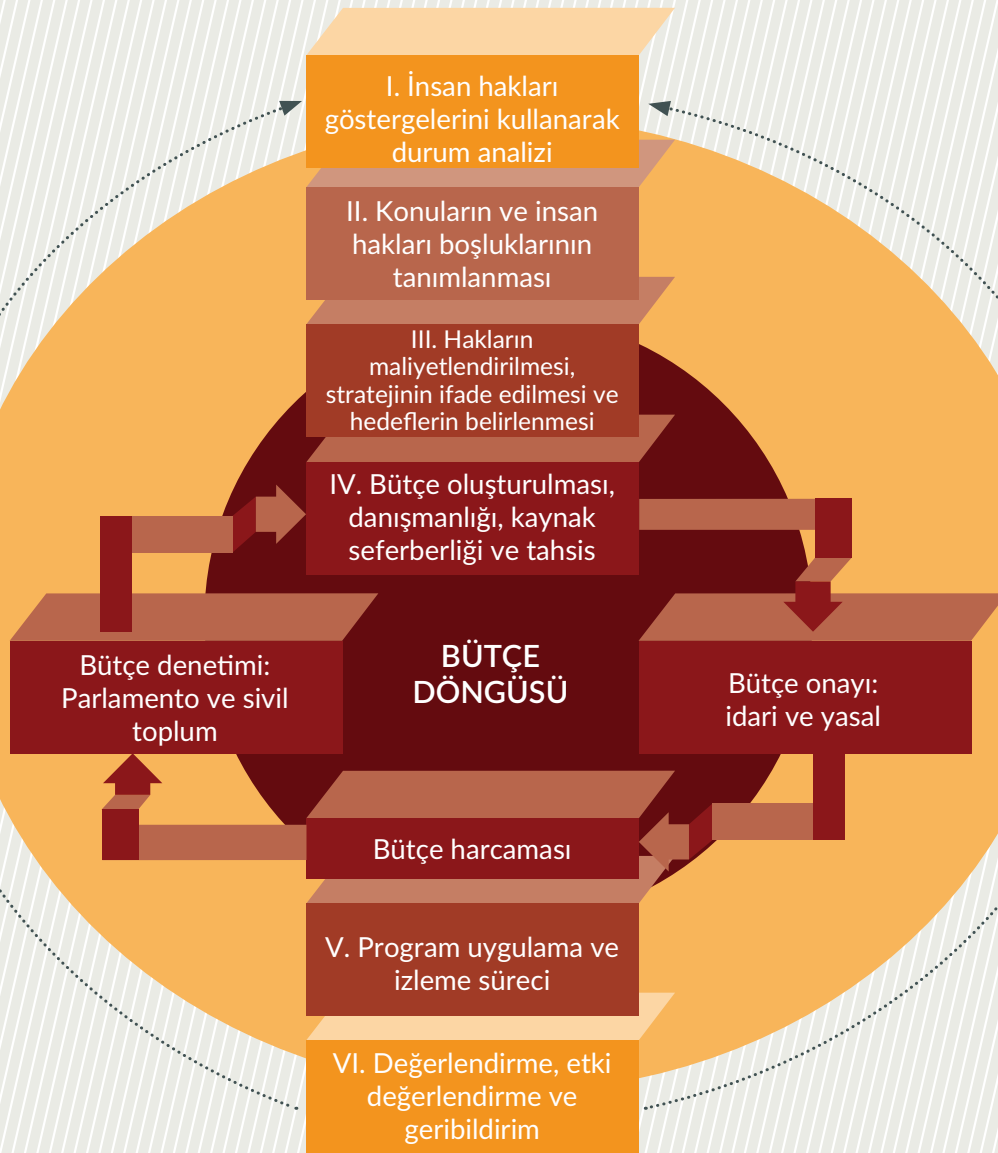 I. İnsan hakları
göstergelerini kullanarak
durum analizi
II. Konuların ve insan
hakları boşluklarının
tanımlanması
III. Hakların
maliyetlendirilmesi,
stratejinin ifade edilmesi ve
hedeflerin belirlenmesi
IV. Bütçe oluşturulması,
danışmanlığı, kaynak
seferberliği ve tahsis
BÜTÇE
DÖNGÜSÜ
Bütçe denetimi:
Parlamento ve sivil
toplum
Bütçe onayı:
idari ve yasal
Bütçe harcaması
V. Program uygulama ve
izleme süreci
VI. Değerlendirme, etki
değerlendirme ve
geribildirim